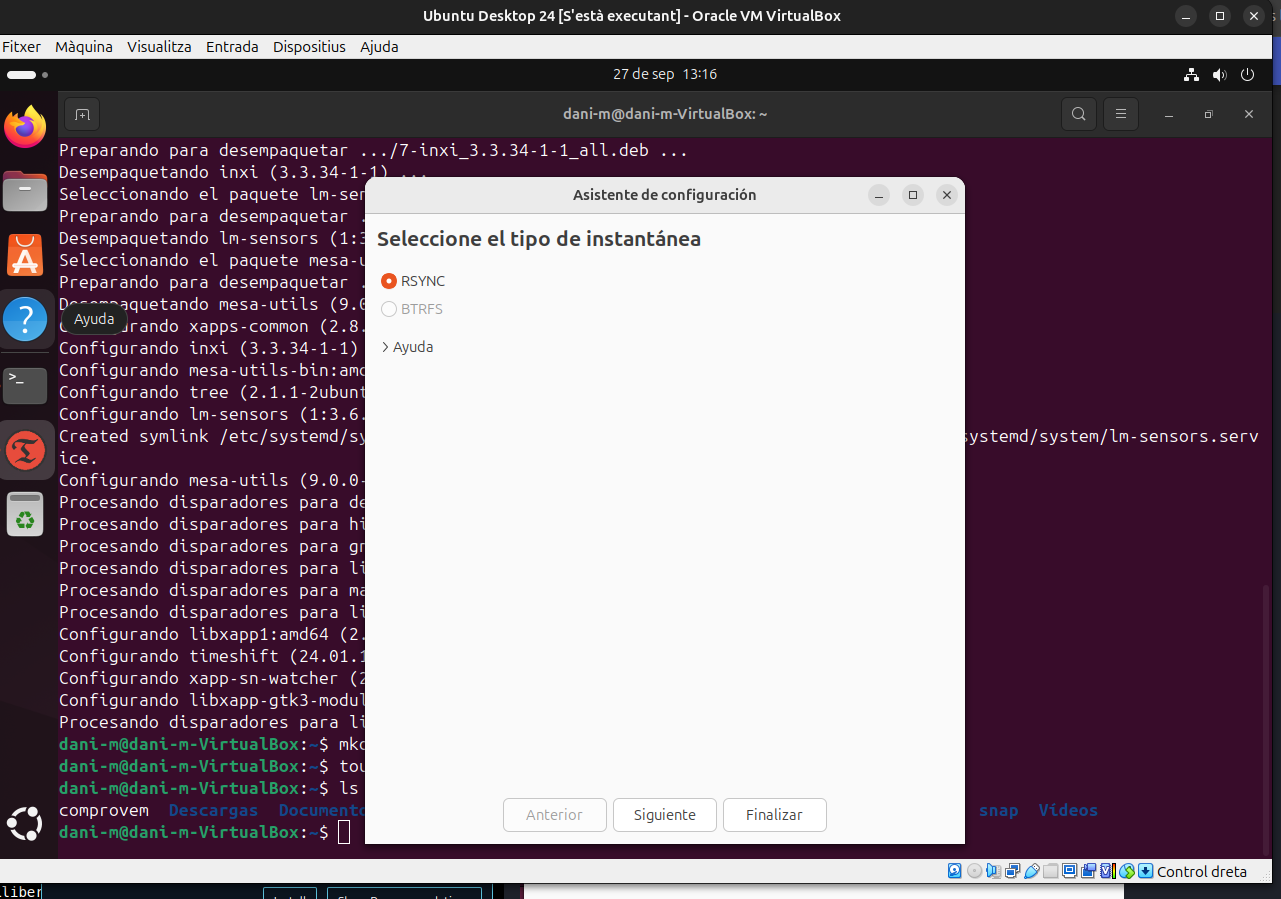 Ubuntu Desktop 24 [S'està executant] - Oracle VM VirtualBox
Fitxer Màquina Visualitza Entrada Dispositius Ajuda
27 de sep 13:16
dani-m@dani-m-VirtualBox: ~
Preparando para desempaquetar .../7-inxi_3.3.34-1-1_all.deb ...
Desempaquetando inxi (3.3.34-1-1) ...
Seleccionando el paquete lm-sen
Preparando para desempaquetar .
Desempaquetando lm-sensors (1:3
Seleccionando el paquete mesa-u
Preparando para desempaquetar .
Desempaquetando mesa-utils (9.0
Configurando xapps-common (2.8.
Configurando inxi (3.3.34-1-1)
Configurando mesa-utils-bin:amd
Configurando tree (2.1.1-2ubunt
Configurando lm-sensors (1:3.6.
Created symlink /etc/systemd/sy systemd/system/lm-sensors.serv
ice.
Configurando mesa-utils (9.0.0-
Procesando disparadores para de
Procesando disparadores para hi
Procesando disparadores para gn
Procesando disparadores para li
Procesando disparadores para ma
Procesando disparadores para li
Configurando libxapp1:amd64 (2.
Configurando timeshift (24.01.1
Configurando xapp-sn-watcher (2
Configurando libxapp-gtk3-modul
Procesando disparadores para li
dani-m@dani-m-VirtualBox:~$ mkd
dani-m@dani-m-VirtualBox:~$ tou
dani-m@dani-m-VirtualBox:~$ ls
comprovem Descargas Documento snap Vídeos
dani-m@dani-m-VirtualBox:~$
Ayuda
Asistente de configuración
Seleccione el tipo de instantánea
RSYNC
BTRFS
Ayuda
Anterior Siguiente Finalizar
Control dreta
lliber